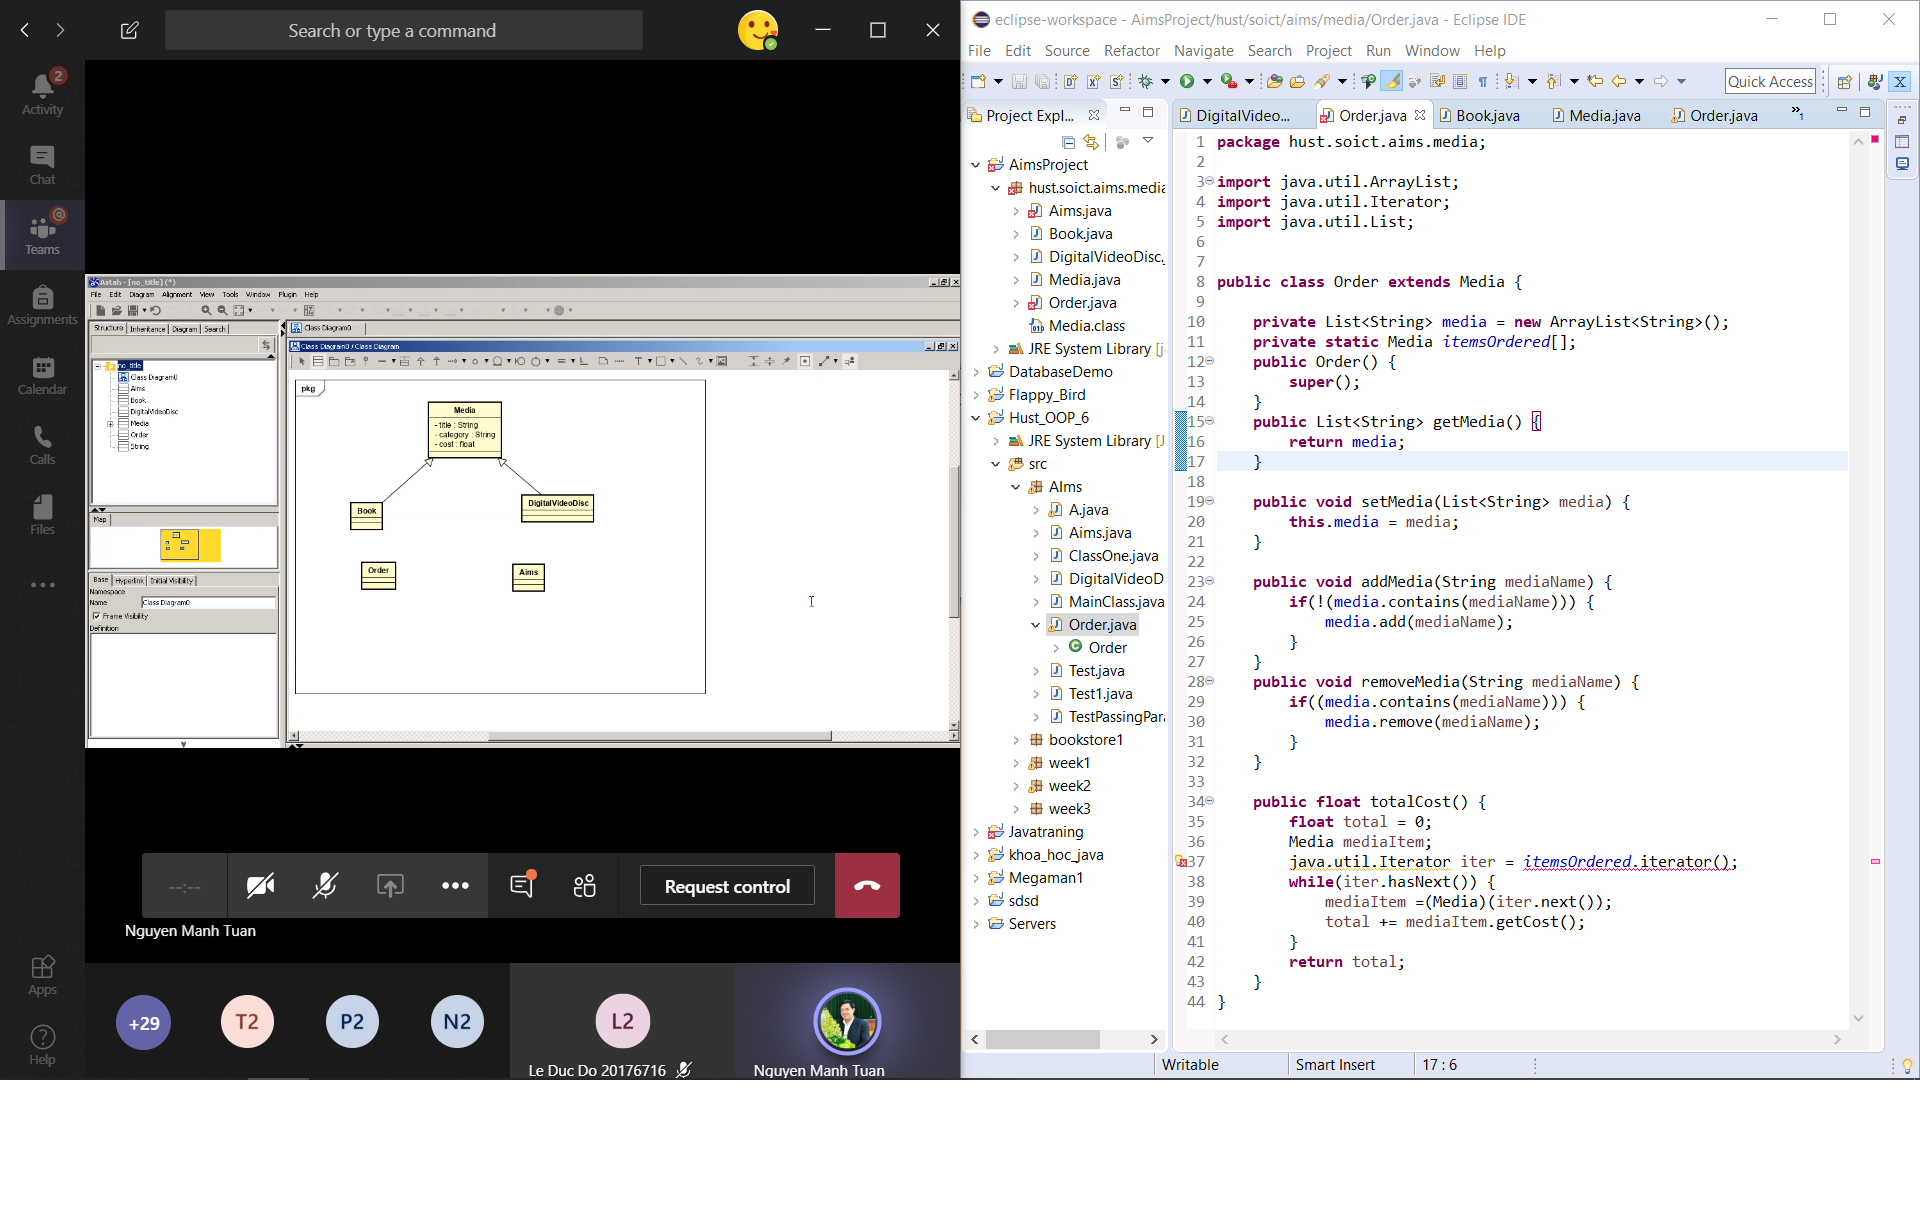 Search or type a command
2
Activity
Chat
@
Teams
Assignments
Calendar
Calls
Files
Apps
Help
Astah - [no_title] (*)
File Edit Diagram Alignment View Tools Window Plugin Help
Structure Inheritance Diagram Search
no_title
Class Diagram0
Aims
Book
DigitalVideoDisc
Media
Order
String
Map
Base Hyperlink Initial Visibility
Namespace
Name Class Diagram0
Frame Visibility
Definition
Class Diagram0
Class Diagram0 / Class Diagram
pkg
Media
- title : String
- category : String
- cost : float
Book
DigitalVideoDisc
Order
Aims
--:--
Request control
Nguyen Manh Tuan
+29
T2
P2
N2
L2
Le Duc Do 20176716
Nguyen Manh Tuan
eclipse-workspace - AimsProject/hust/soict/aims/media/Order.java - Eclipse IDE
File Edit Source Refactor Navigate Search Project Run Window Help
Quick Access
Project Expl...
AimsProject
hust.soict.aims.media
Aims.java
Book.java
DigitalVideoDisc.
Media.java
Order.java
Media.class
JRE System Library [j
DatabaseDemo
Flappy_Bird
Hust_OOP_6
JRE System Library [J
src
AIms
A.java
Aims.java
ClassOne.java
DigitalVideoD
MainClass.java
Order.java
Order
Test.java
Test1.java
TestPassingPara
bookstore1
week1
week2
week3
Javatraning
khoa_hoc_java
Megaman1
sdsd
Servers
DigitalVideo... Order.java Book.java Media.java Order.java »1
1 package hust.soict.aims.media;
2
3 import java.util.ArrayList;
4 import java.util.Iterator;
5 import java.util.List;
6
7
8 public class Order extends Media {
9
10 private List<String> media = new ArrayList<String>();
11 private static Media itemsOrdered[];
12 public Order() {
13 super();
14 }
15 public List<String> getMedia() {
16 return media;
17 }
18
19 public void setMedia(List<String> media) {
20 this.media = media;
21 }
22
23 public void addMedia(String mediaName) {
24 if(!(media.contains(mediaName))) {
25 media.add(mediaName);
26 }
27 }
28 public void removeMedia(String mediaName) {
29 if((media.contains(mediaName))) {
30 media.remove(mediaName);
31 }
32 }
33
34 public float totalCost() {
35 float total = 0;
36 Media mediaItem;
37 java.util.Iterator iter = itemsOrdered.iterator();
38 while(iter.hasNext()) {
39 mediaItem =(Media)(iter.next());
40 total += mediaItem.getCost();
41 }
42 return total;
43 }
44 }
Writable Smart Insert 17 : 6